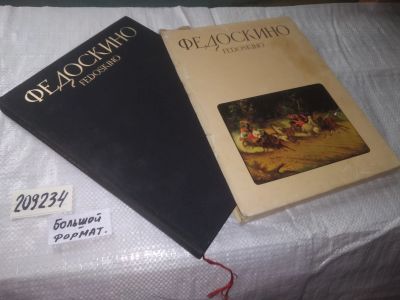 ФЕДОСКИНО
FEDOSKINO
ФЕДОСКИНО
FEDOSKINO
209234
БОЛЬШОЙ
ФОРМАТ.